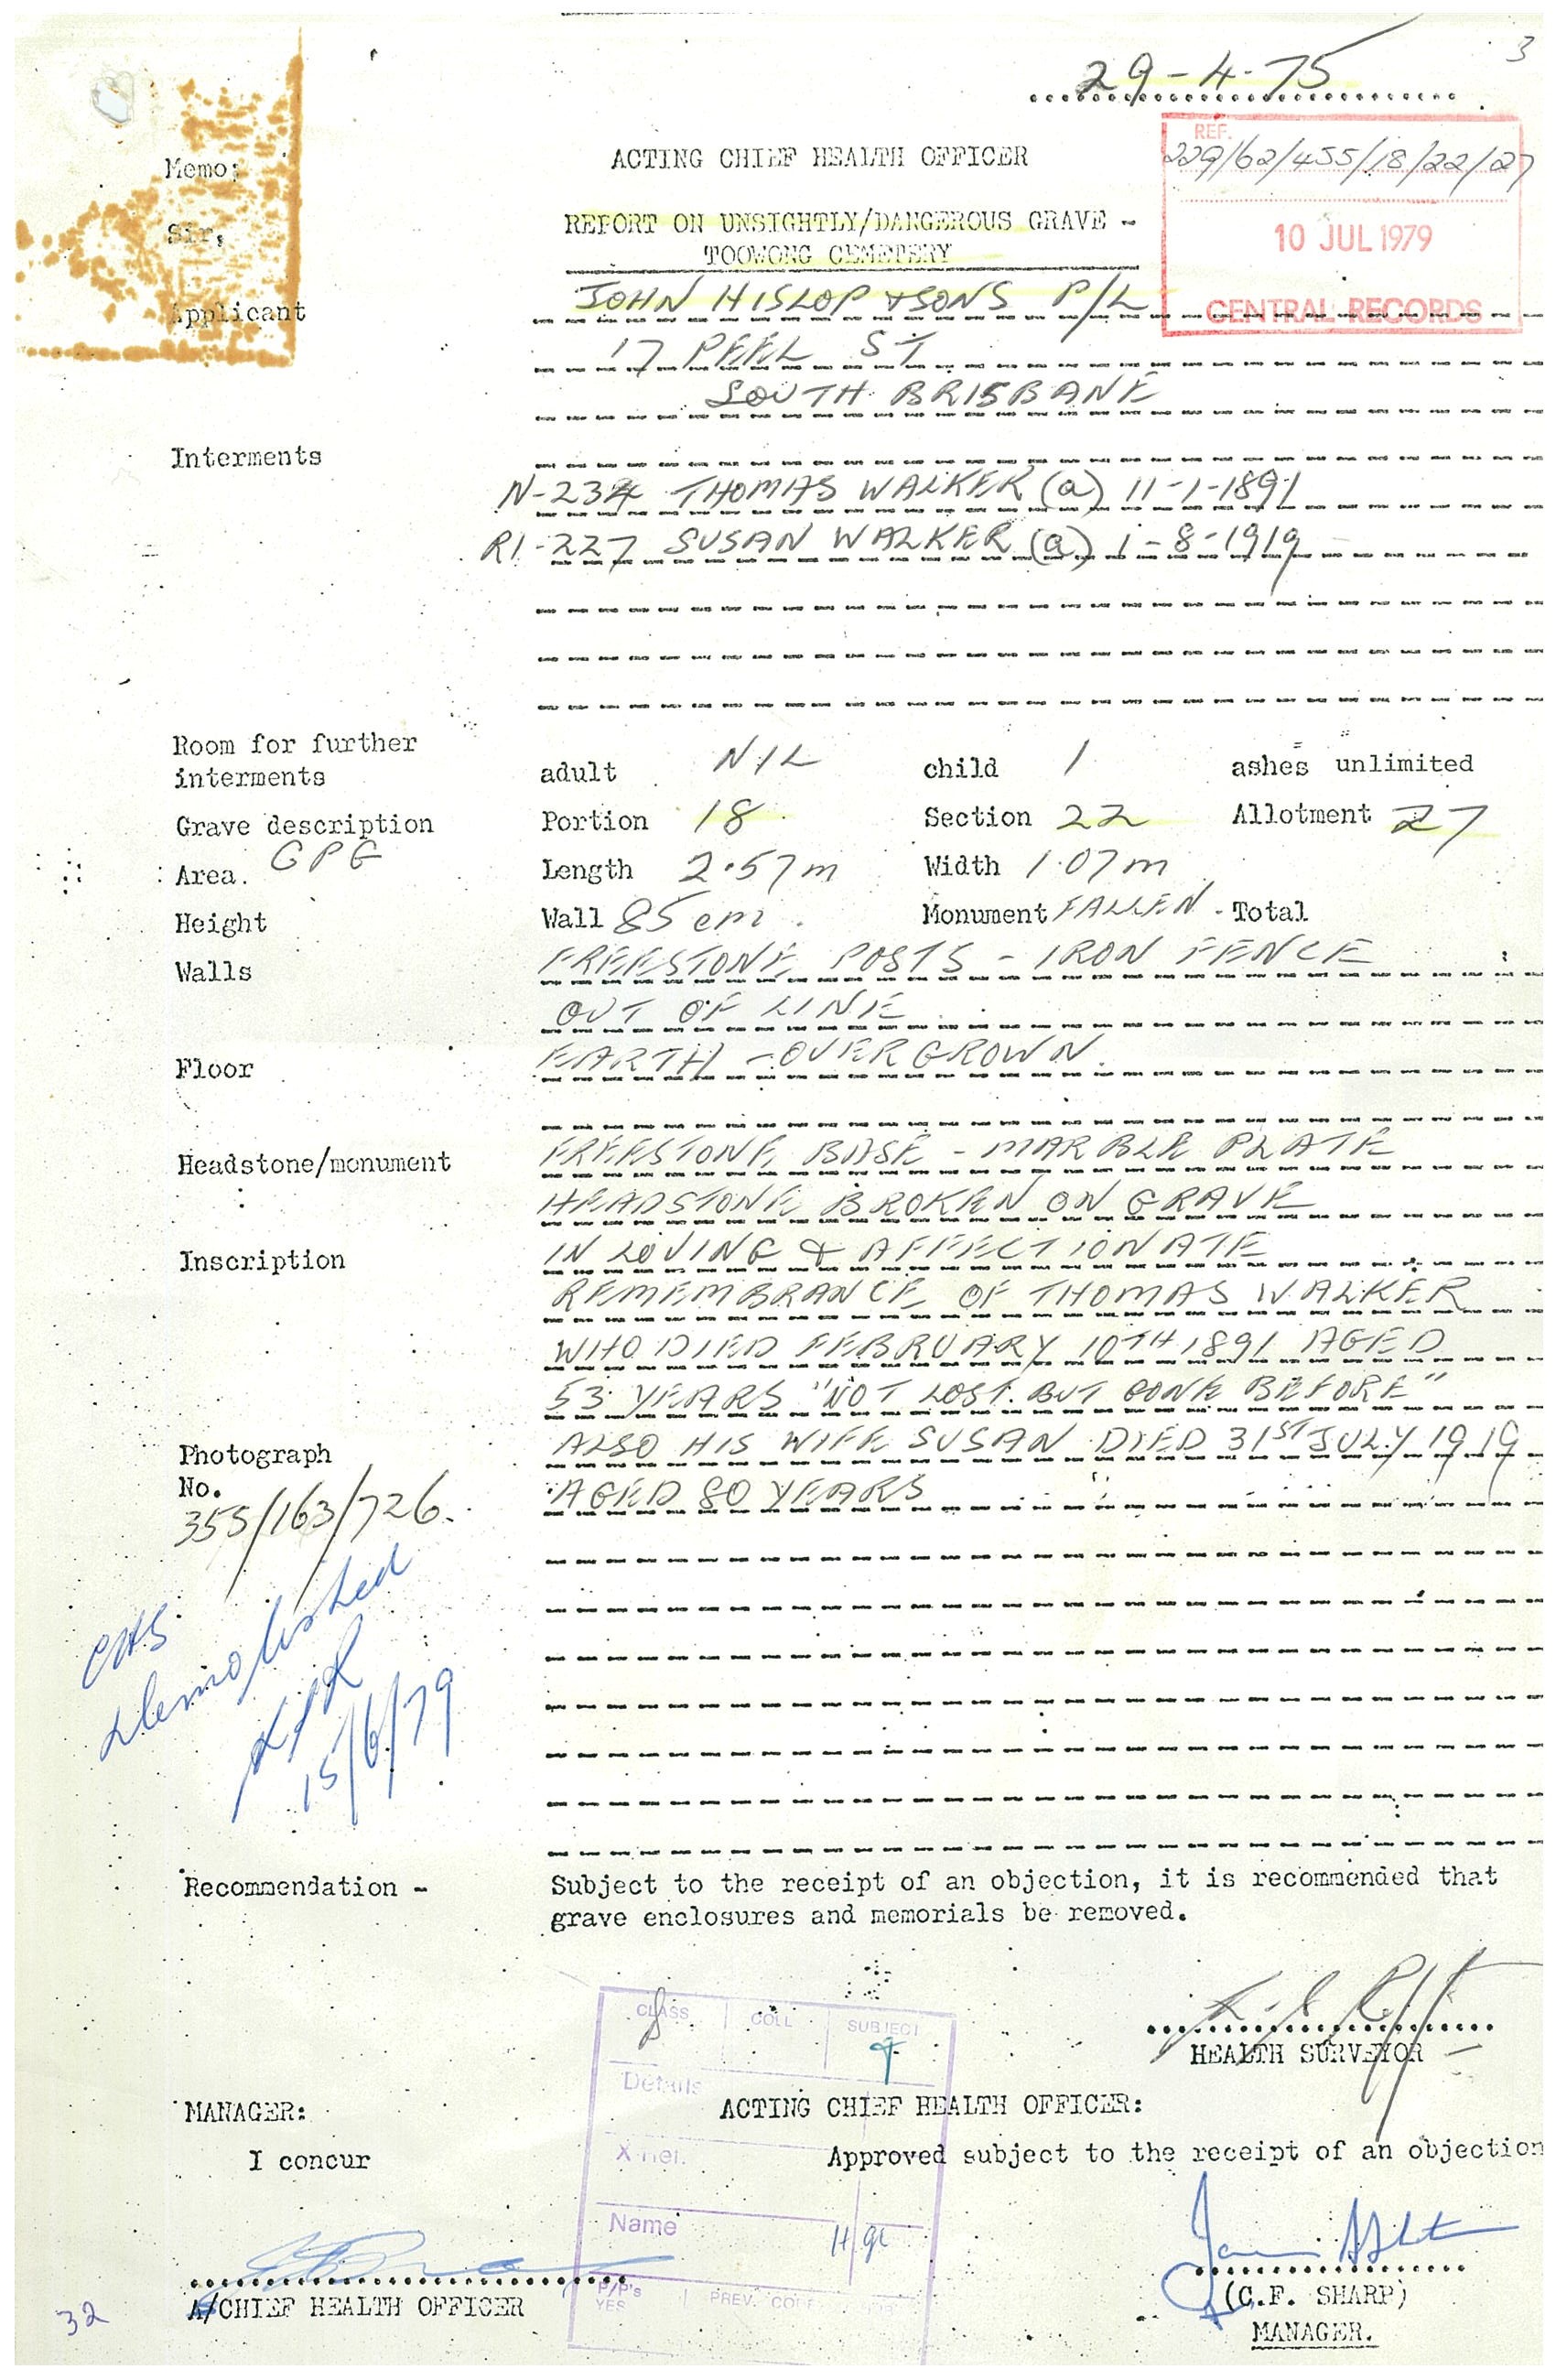 3
29-4-75
Memo:
ACTING CHIEF HEALTH OFFICER
REF.
229/62/455/18/22/27
Sir,
REPORT ON UNSIGHTLY/DANGEROUS GRAVE -
TOOWONG CEMETERY
10 JUL 1979
CENTRAL RECORDS
Applicant
JOHN HISLOP & SONS P/L
17 PEEL ST
SOUTH BRISBANE
Interments
N-234 THOMAS WALKER (a) 11-1-1891
R1-227 SUSAN WALKER (a) 1-8-1919
Room for further
interments
adult NIL child 1 ashes unlimited
Grave description Portion 18 Section 22 Allotment 27
Area. GPG Length 2.57m Width 1.07m
Height Wall 85 cm. Monument FALLEN. Total
Walls FREESTONE POSTS - IRON FENCE
OUT OF LINE
Floor EARTH - OVERGROWN.
Headstone/monument FREESTONE BASE - MARBLE PLATE
HEADSTONE BROKEN ON GRAVE
Inscription IN LOVING & AFFECTIONATE
REMEMBRANCE OF THOMAS WALKER
WHO DIED FEBRUARY 10TH 1891 AGED
53 YEARS "NOT LOST BUT GONE BEFORE"
ALSO HIS WIFE SUSAN DIED 31ST JULY 1919
AGED 80 YEARS
Photograph
No.
355/163/726.
Demolished
15/6/79
Recommendation - Subject to the receipt of an objection, it is recommended that
grave enclosures and memorials be removed.
HEALTH SURVEYOR
CLASS COLL SUBJECT
Details
MANAGER:
ACTING CHIEF HEALTH OFFICER:
I concur
X-Ref.
Approved subject to the receipt of an objection
Name
A/CHIEF HEALTH OFFICER
P/P's
YES
PREV.
(C.F. SHARP)
MANAGER.
32